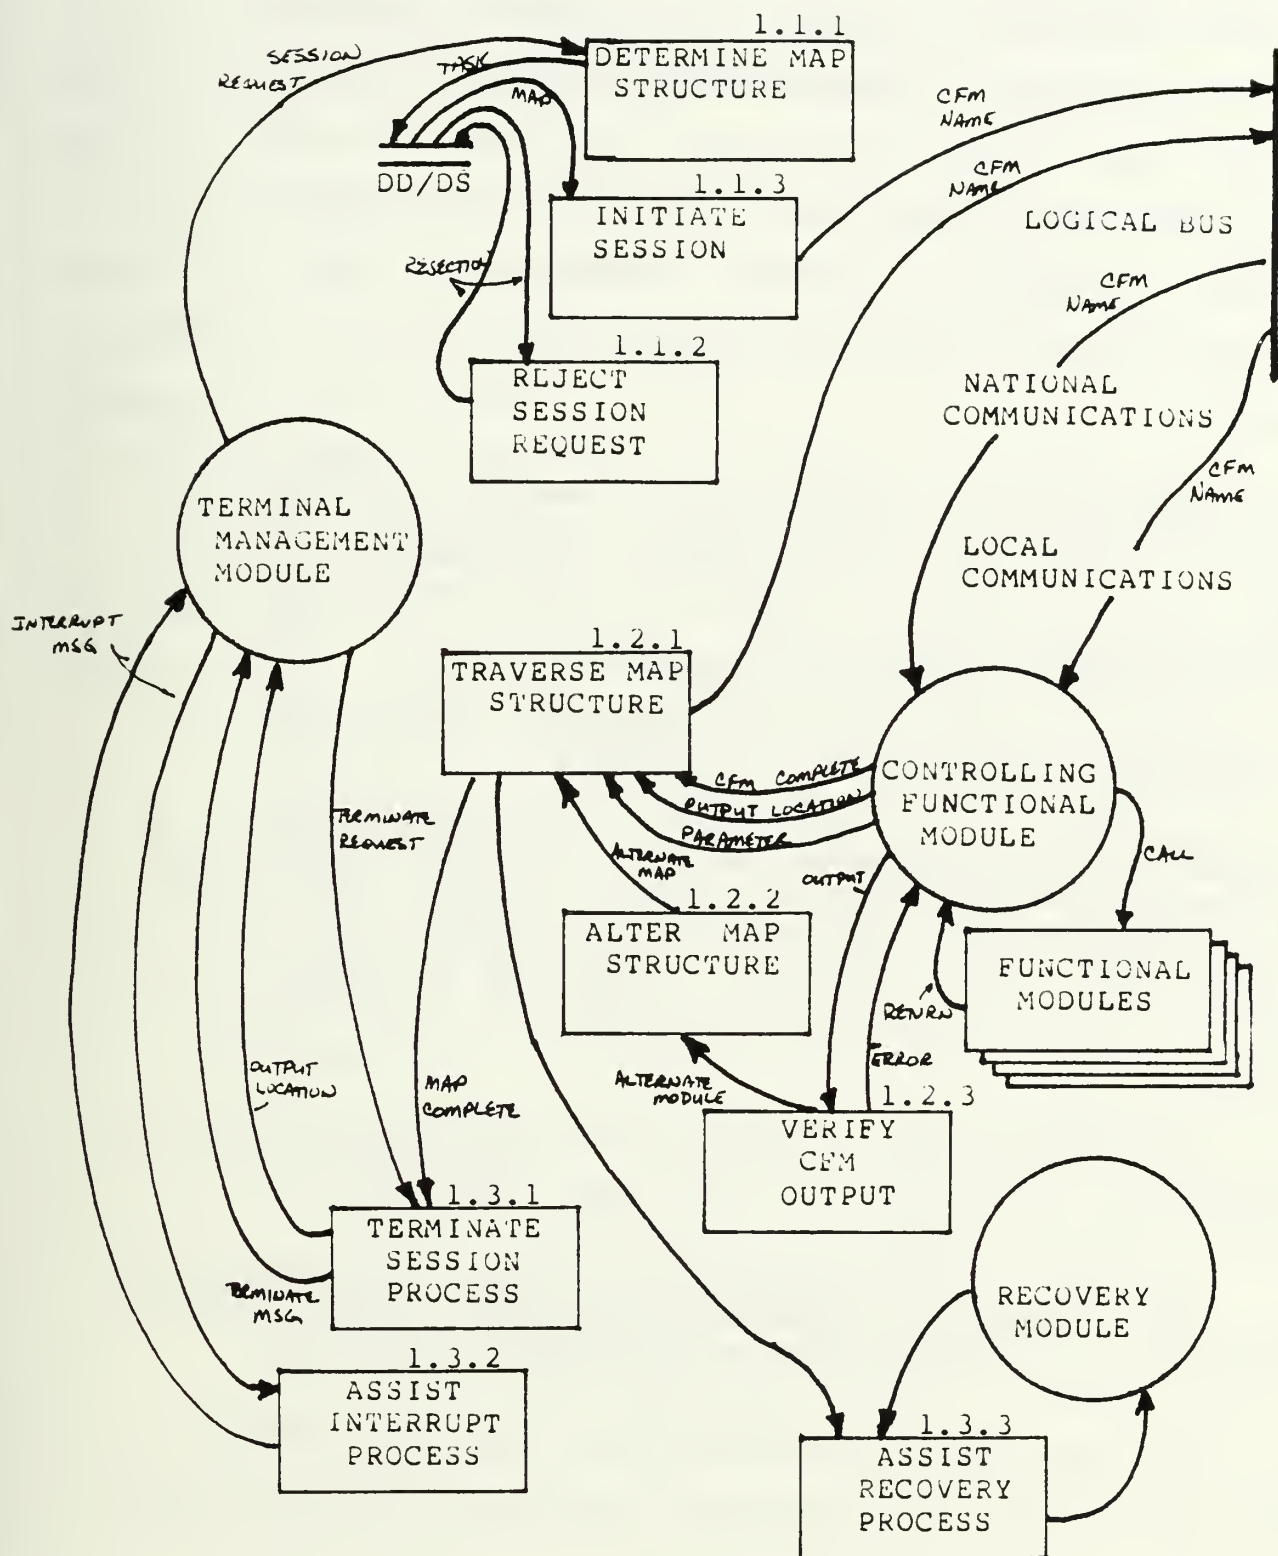 1.1.1
DETERMINE MAP
STRUCTURE
SESSION
REQUEST
TASK
MAP
DD/DS
CFM
NAME
CFM
NAME
1.1.3
INITIATE
SESSION
LOGICAL BUS
REJECTION
CFM
NAME
1.1.2
REJECT
SESSION
REQUEST
NATIONAL
COMMUNICATIONS
CFM
NAME
TERMINAL
MANAGEMENT
MODULE
LOCAL
COMMUNICATIONS
INTERRUPT
MSG
1.2.1
TRAVERSE MAP
STRUCTURE
CFM COMPLETE
OUTPUT LOCATION
PARAMETER
CONTROLLING
FUNCTIONAL
MODULE
TERMINATE
REQUEST
ALTERNATE
MAP
OUTPUT
CALL
1.2.2
ALTER MAP
STRUCTURE
FUNCTIONAL
MODULES
RETURN
ERROR
OUTPUT
LOCATION
MAP
COMPLETE
ALTERNATE
MODULE
1.2.3
VERIFY
CFM
OUTPUT
1.3.1
TERMINATE
SESSION
PROCESS
TERMINATE
MSG
RECOVERY
MODULE
1.3.2
ASSIST
INTERRUPT
PROCESS
1.3.3
ASSIST
RECOVERY
PROCESS